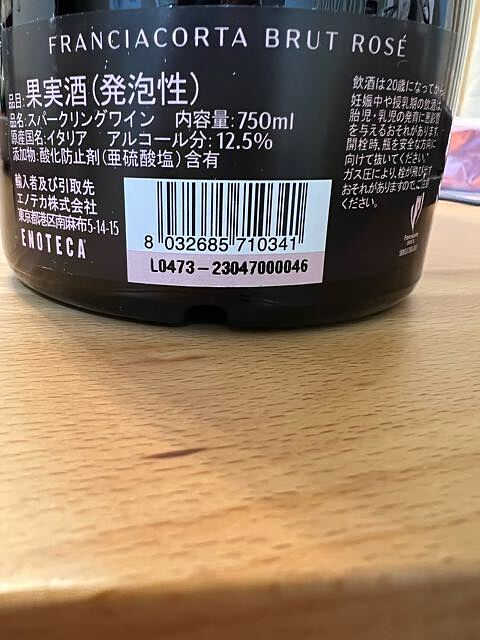 FRANCIACORTA BRUT ROSÉ
品目:果実酒(発泡性)
品名:スパークリングワイン 内容量:750ml
原産国名:イタリア アルコール分:12.5%
添加物:酸化防止剤(亜硫酸塩)含有
輸入者及び引取先
エノテカ株式会社
東京都港区南麻布5-14-15
ENOTECA
8 032685 710341
L0473-23047000046
飲酒は20歳になってから
妊娠中や授乳期の飲酒は、
胎児・乳児の発育に悪影響
を与えるおそれがあります
開栓時、瓶を安全な方向に
向けて抜いてください
ガス圧により、栓が飛び
おそれがありますのでご注意
ください。